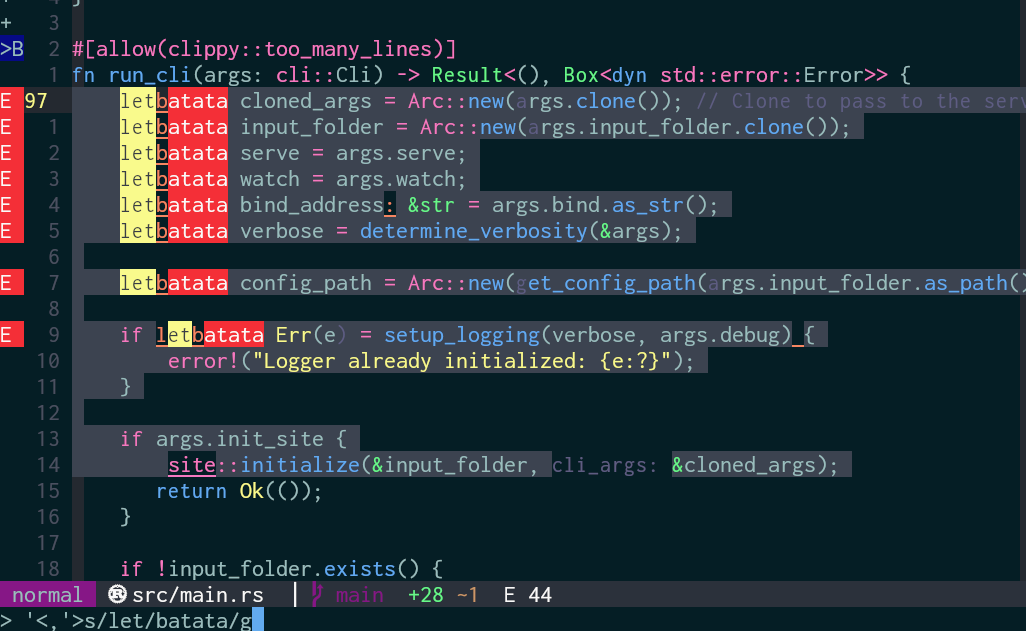 + 4 }
+ 3
>B 2 #[allow(clippy::too_many_lines)]
1 fn run_cli(args: cli::Cli) -> Result<(), Box<dyn std::error::Error>> {
E 97 letbatata cloned_args = Arc::new(args.clone()); // Clone to pass to the serv
E 1 letbatata input_folder = Arc::new(args.input_folder.clone());
E 2 letbatata serve = args.serve;
E 3 letbatata watch = args.watch;
E 4 letbatata bind_address: &str = args.bind.as_str();
E 5 letbatata verbose = determine_verbosity(&args);
6
E 7 letbatata config_path = Arc::new(get_config_path(args.input_folder.as_path()
8
E 9 if letbatata Err(e) = setup_logging(verbose, args.debug) {
10 error!("Logger already initialized: {e:?}");
11 }
12
13 if args.init_site {
14 site::initialize(&input_folder, cli_args: &cloned_args);
15 return Ok(());
16 }
17
18 if !input_folder.exists() {
normal src/main.rs | main +28 ~1 E 44
> '<,'>s/let/batata/g